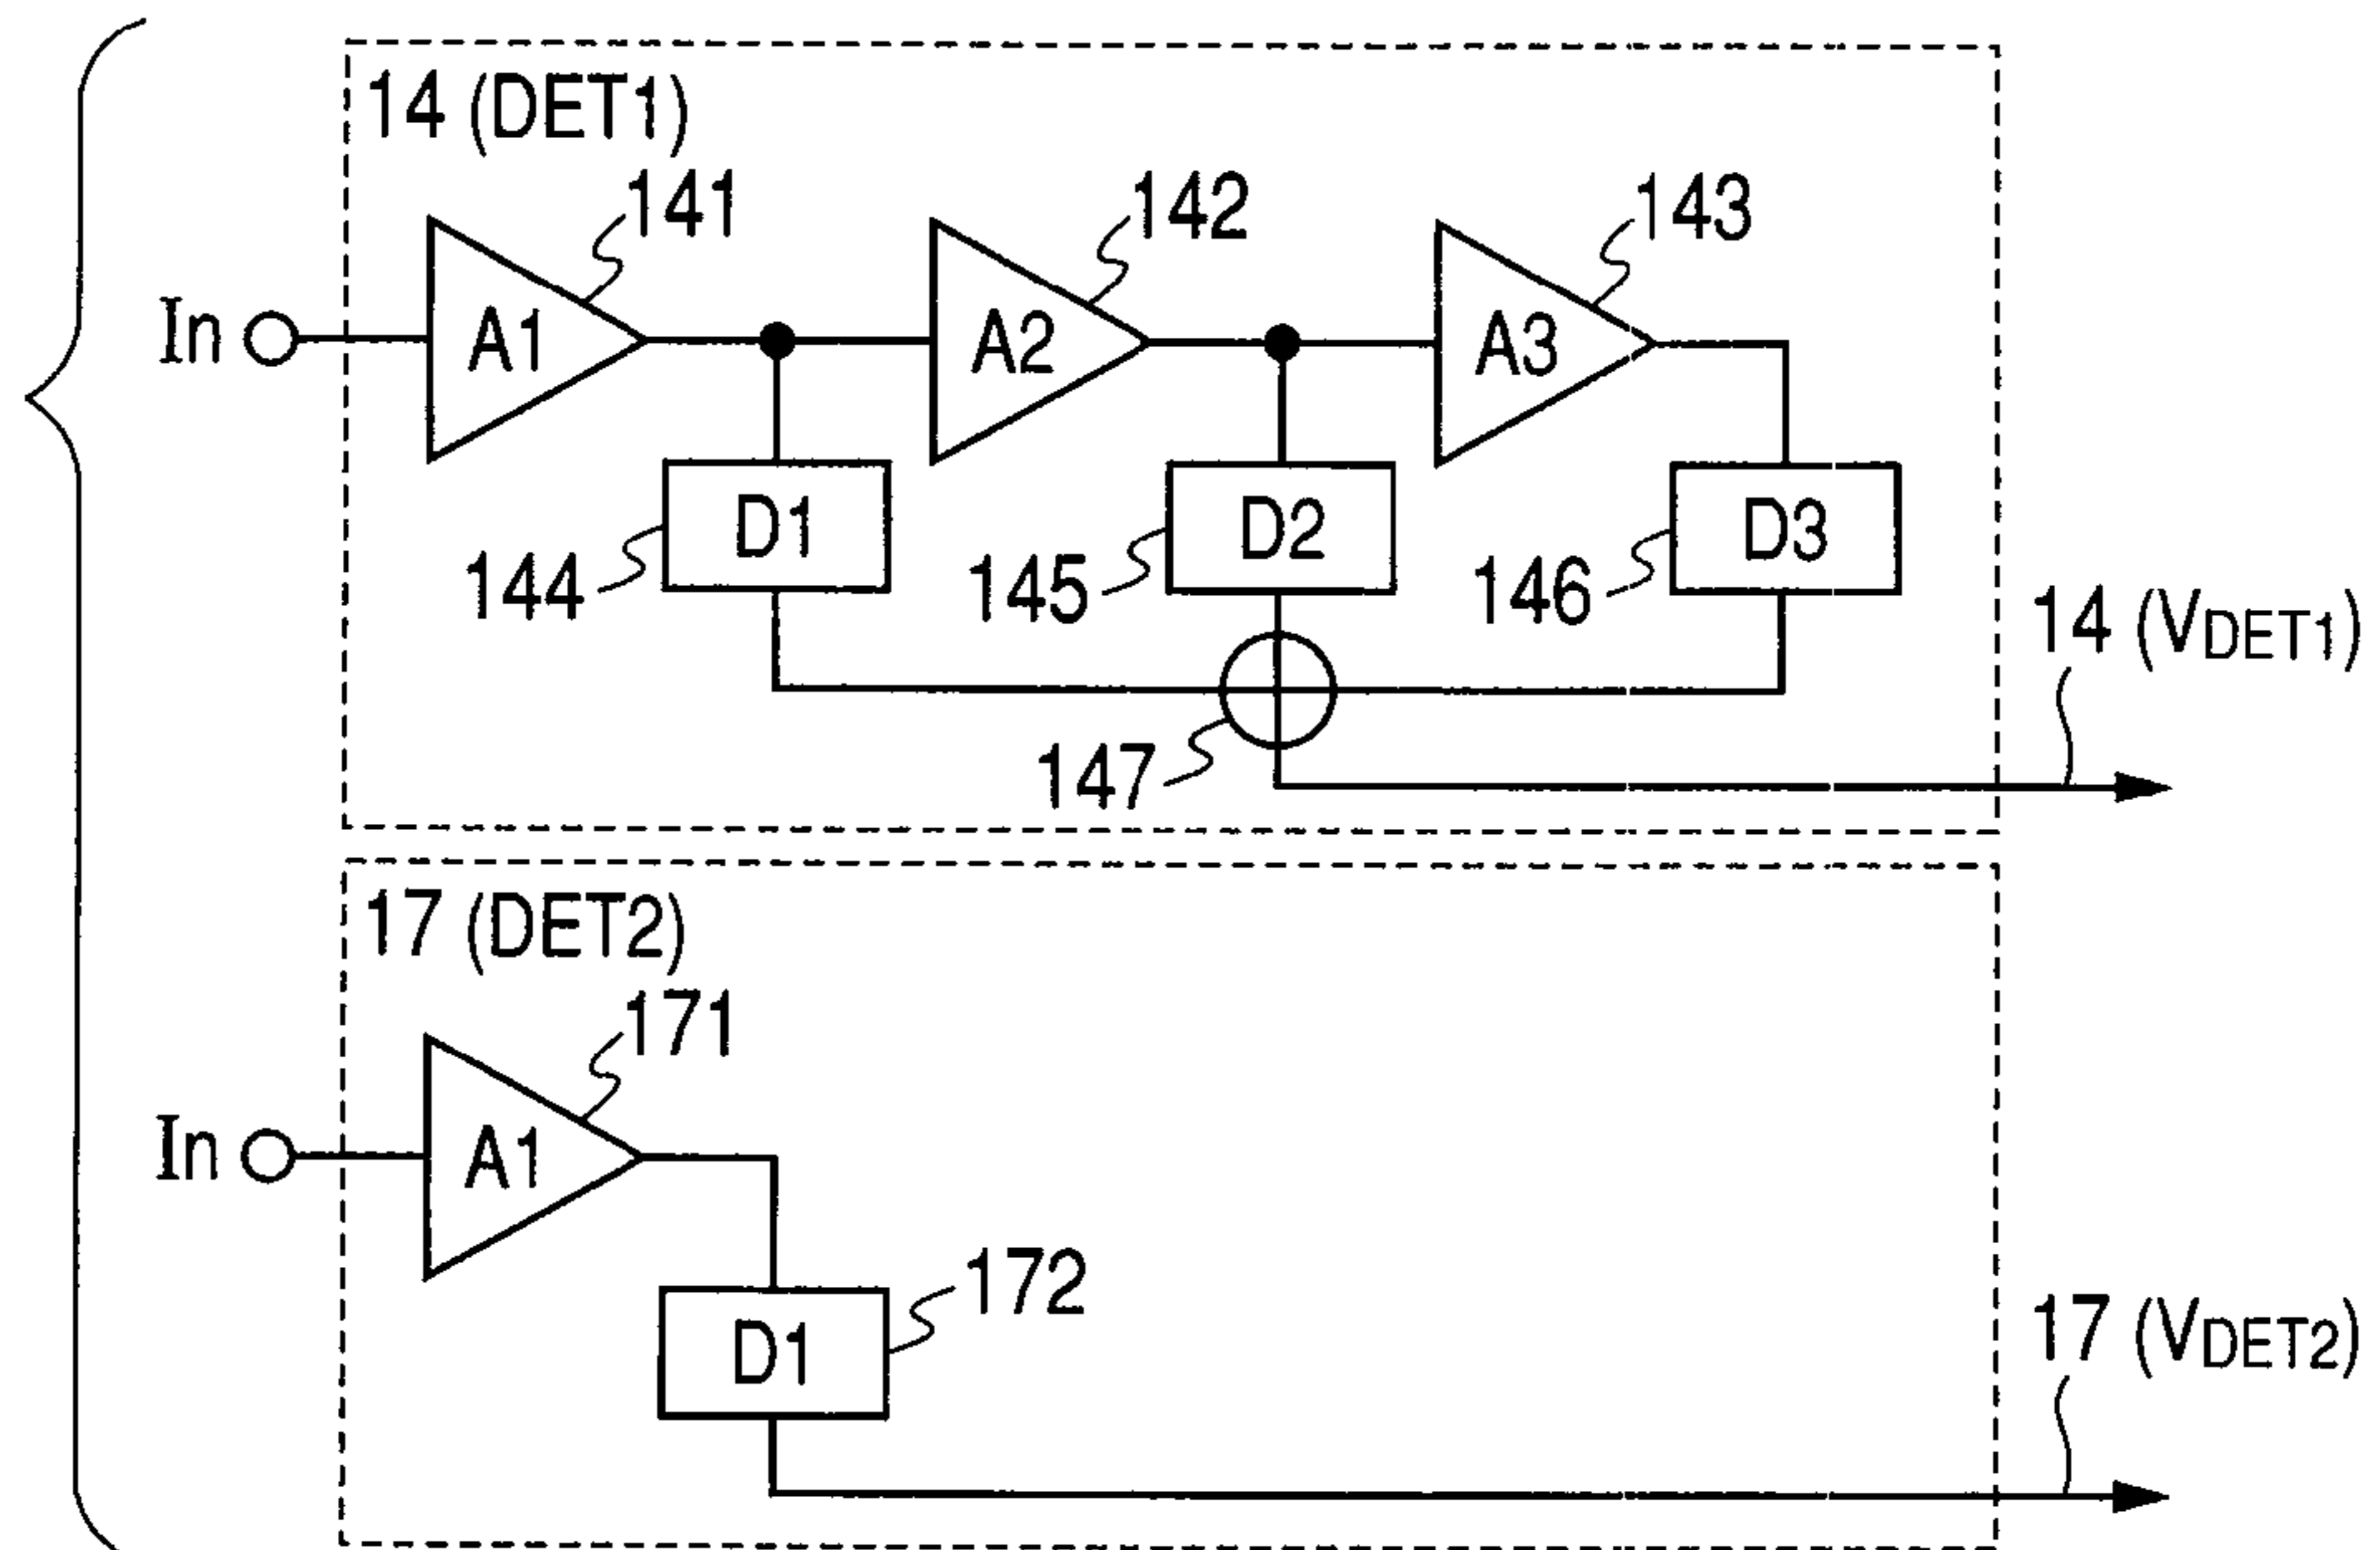 14 (DET1)
141
142
143
In
A1
A2
A3
D1
D2
D3
144
145
146
14 (VDET1)
147
17 (DET2)
171
In
A1
172
D1
17 (VDET2)